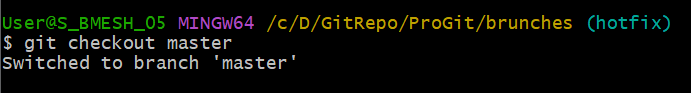 User@S_BMESH_05 MINGW64 /c/D/GitRepo/ProGit/brunches (hotfix)
$ git checkout master
Switched to branch 'master'